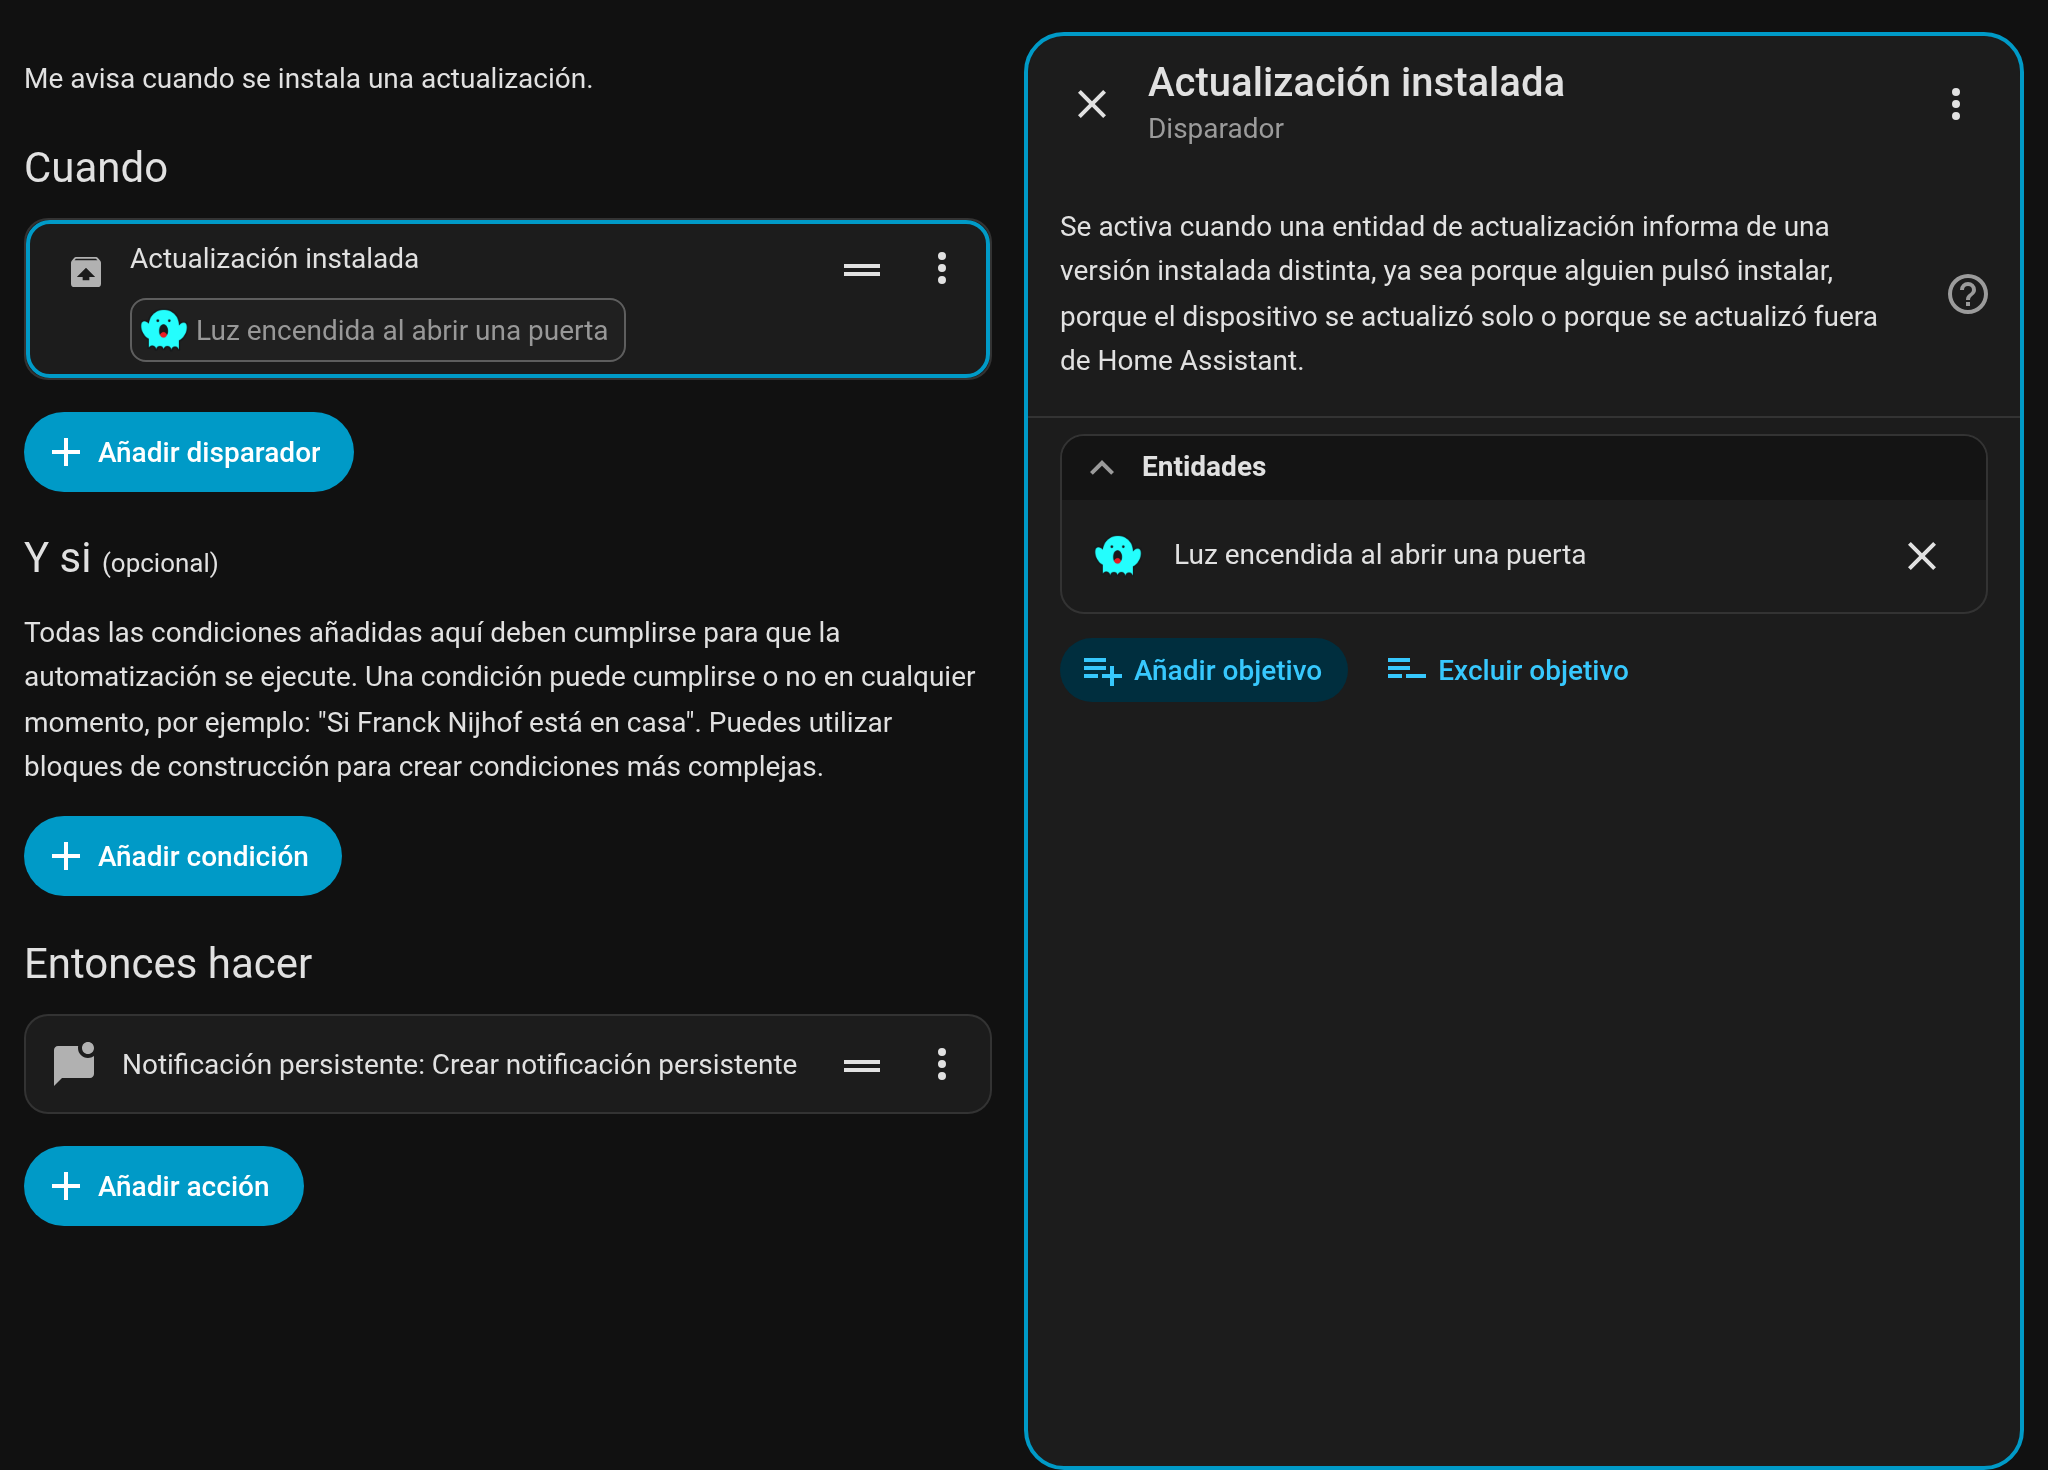 Me avisa cuando se instala una actualización.
Cuando
Actualización instalada
Luz encendida al abrir una puerta
Añadir disparador
Y si (opcional)
Todas las condiciones añadidas aquí deben cumplirse para que la
automatización se ejecute. Una condición puede cumplirse o no en cualquier
momento, por ejemplo: "Si Franck Nijhof está en casa". Puedes utilizar
bloques de construcción para crear condiciones más complejas.
Añadir condición
Entonces hacer
Notificación persistente: Crear notificación persistente
Añadir acción
Actualización instalada
Disparador
Se activa cuando una entidad de actualización informa de una
versión instalada distinta, ya sea porque alguien pulsó instalar,
porque el dispositivo se actualizó solo o porque se actualizó fuera
de Home Assistant.
Entidades
Luz encendida al abrir una puerta
Añadir objetivo
Excluir objetivo